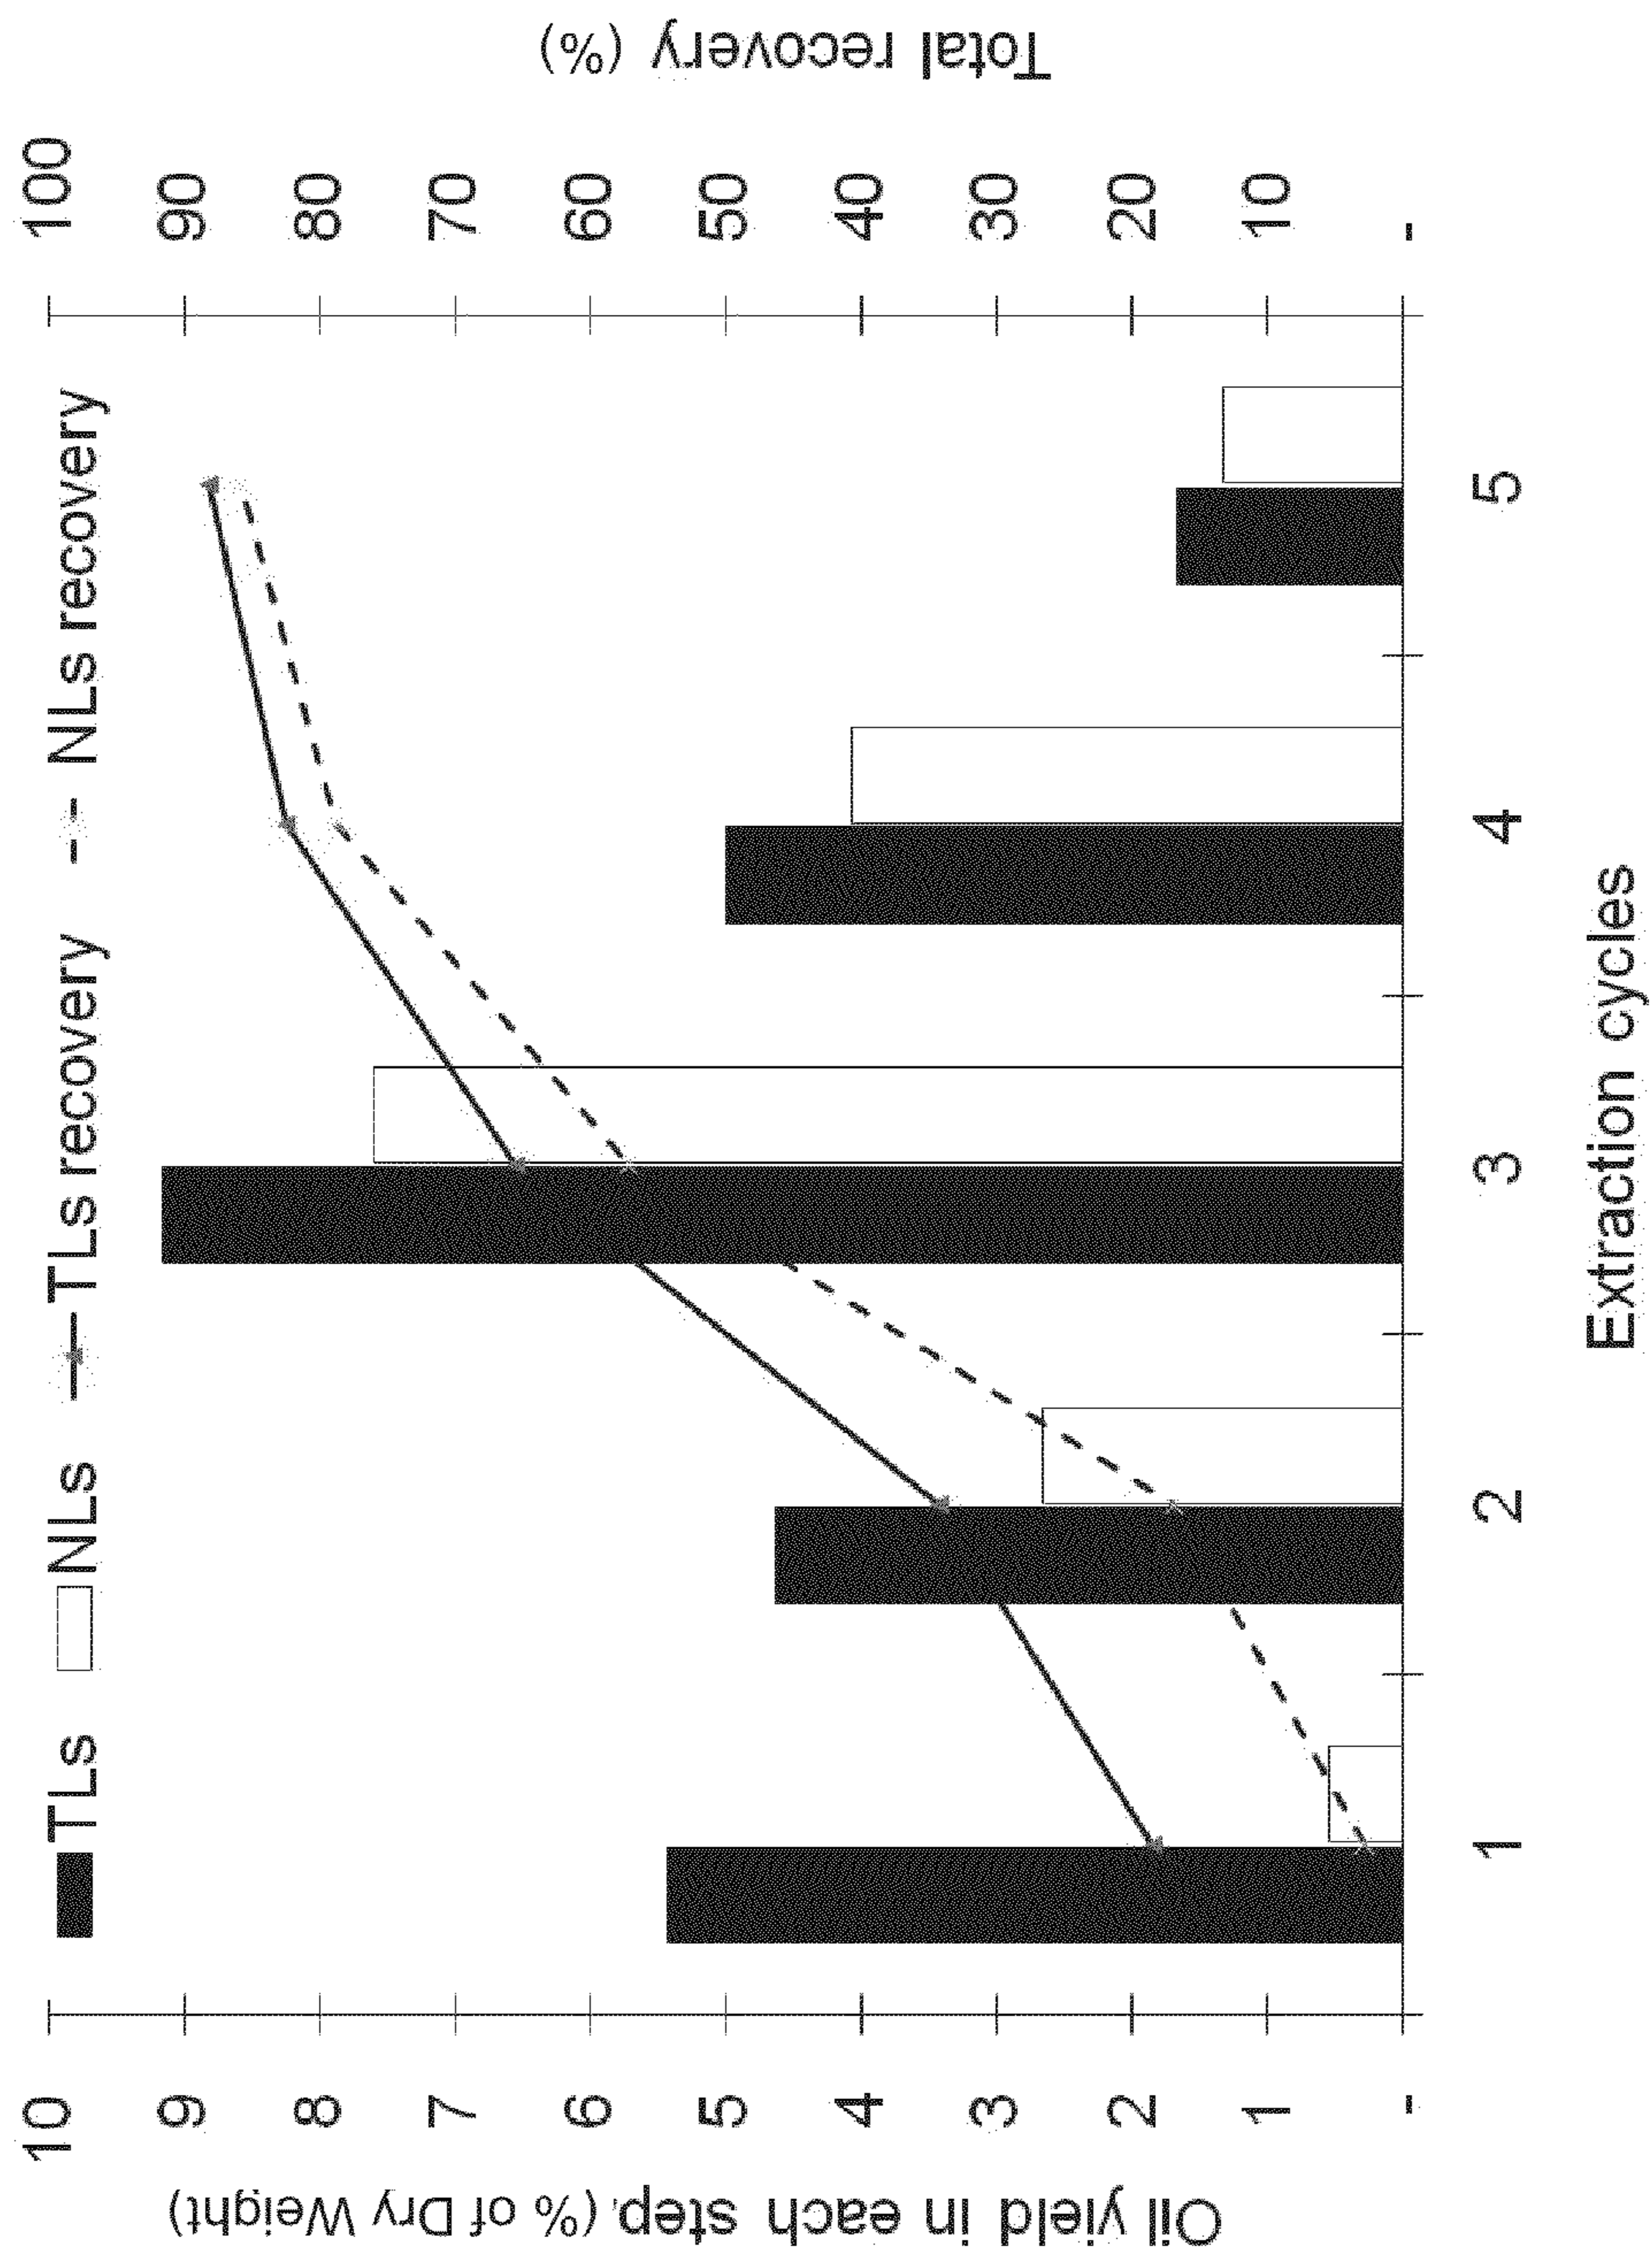 TLs NLs TLs recovery NLs recovery
10 100
9 90
8 80
7 70
6 60
5 50
4 40
3 30
2 20
1 10
- -
1 2 3 4 5
Extraction cycles
Oil yield in each step (% of Dry Weight)
Total recovery (%)